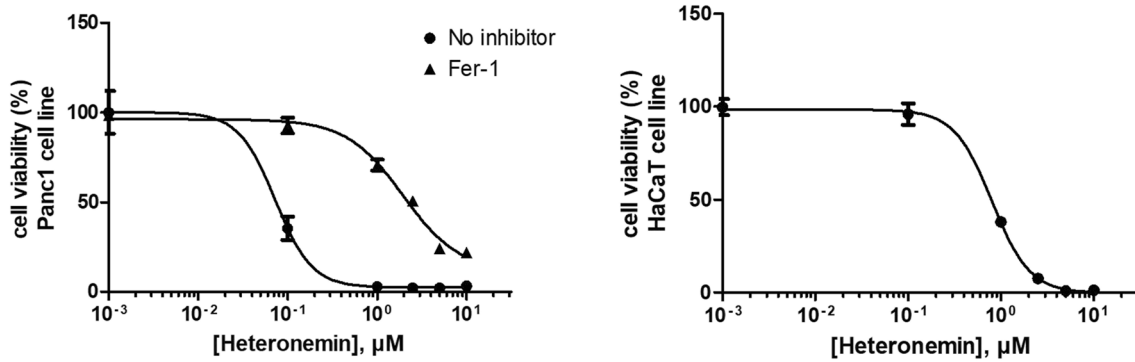 150
100
50
0
cell viability (%)
Panc1 cell line
10⁻³ 10⁻² 10⁻¹ 10⁰ 10¹
[Heteronemin], µM
No inhibitor
Fer-1
150
100
50
0
cell viability (%)
HaCaT cell line
10⁻³ 10⁻² 10⁻¹ 10⁰ 10¹
[Heteronemin], µM